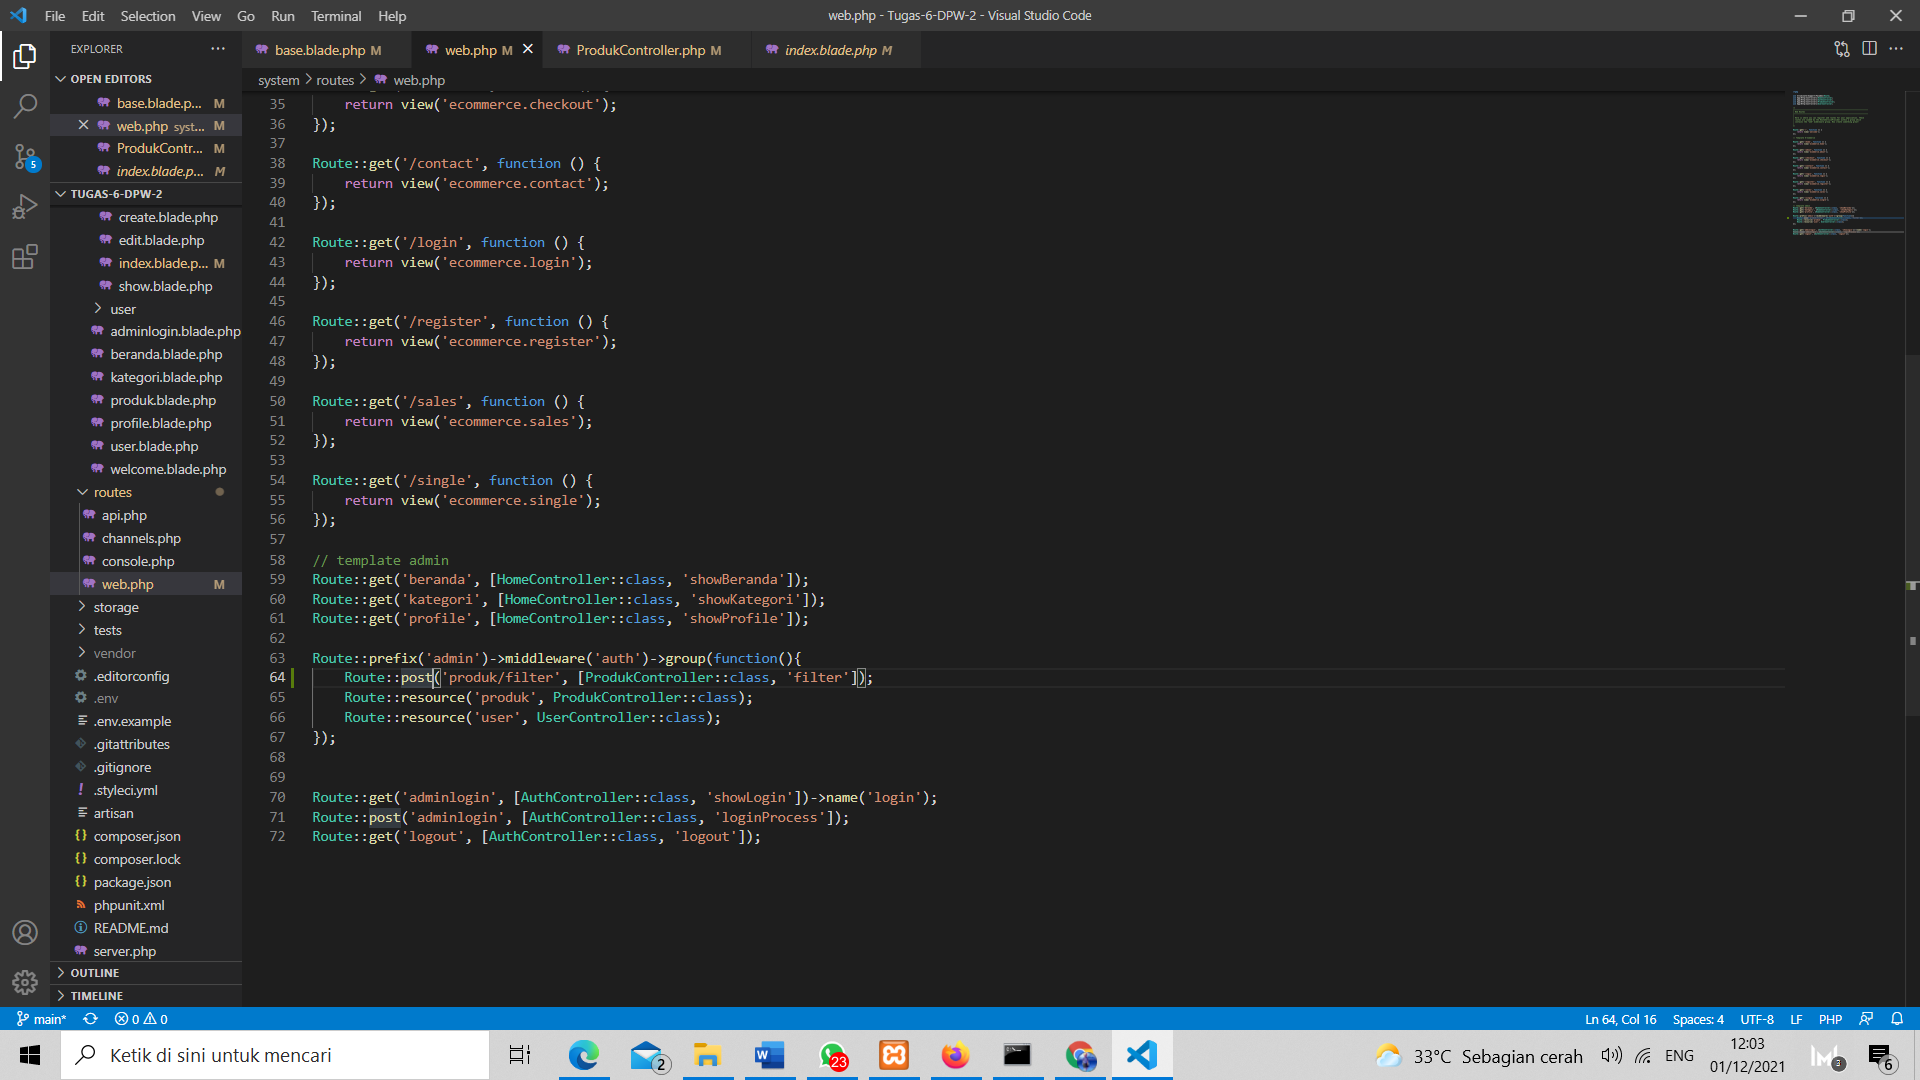 File Edit Selection View Go Run Terminal Help
web.php - Tugas-6-DPW-2 - Visual Studio Code
EXPLORER
base.blade.php M
web.php M
ProdukController.php M
index.blade.php M
OPEN EDITORS
base.blade.p... M
web.php syst... M
ProdukContr... M
index.blade.p... M
TUGAS-6-DPW-2
create.blade.php
edit.blade.php
index.blade.p... M
show.blade.php
user
adminlogin.blade.php
beranda.blade.php
kategori.blade.php
produk.blade.php
profile.blade.php
user.blade.php
welcome.blade.php
routes
api.php
channels.php
console.php
web.php M
storage
tests
vendor
.editorconfig
.env
.env.example
.gitattributes
.gitignore
.styleci.yml
artisan
composer.json
composer.lock
package.json
phpunit.xml
README.md
server.php
OUTLINE
TIMELINE
system > routes > web.php
35 return view('ecommerce.checkout');
36 });
37
38 Route::get('/contact', function () {
39 return view('ecommerce.contact');
40 });
41
42 Route::get('/login', function () {
43 return view('ecommerce.login');
44 });
45
46 Route::get('/register', function () {
47 return view('ecommerce.register');
48 });
49
50 Route::get('/sales', function () {
51 return view('ecommerce.sales');
52 });
53
54 Route::get('/single', function () {
55 return view('ecommerce.single');
56 });
57
58 // template admin
59 Route::get('beranda', [HomeController::class, 'showBeranda']);
60 Route::get('kategori', [HomeController::class, 'showKategori']);
61 Route::get('profile', [HomeController::class, 'showProfile']);
62
63 Route::prefix('admin')->middleware('auth')->group(function(){
64 Route::post('produk/filter', [ProdukController::class, 'filter']);
65 Route::resource('produk', ProdukController::class);
66 Route::resource('user', UserController::class);
67 });
68
69
70 Route::get('adminlogin', [AuthController::class, 'showLogin'])->name('login');
71 Route::post('adminlogin', [AuthController::class, 'loginProcess']);
72 Route::get('logout', [AuthController::class, 'logout']);
5
main* 0 0
Ln 64, Col 16 Spaces: 4 UTF-8 LF PHP
Ketik di sini untuk mencari
2
23
33°C Sebagian cerah
ENG
12:03
01/12/2021
3
6